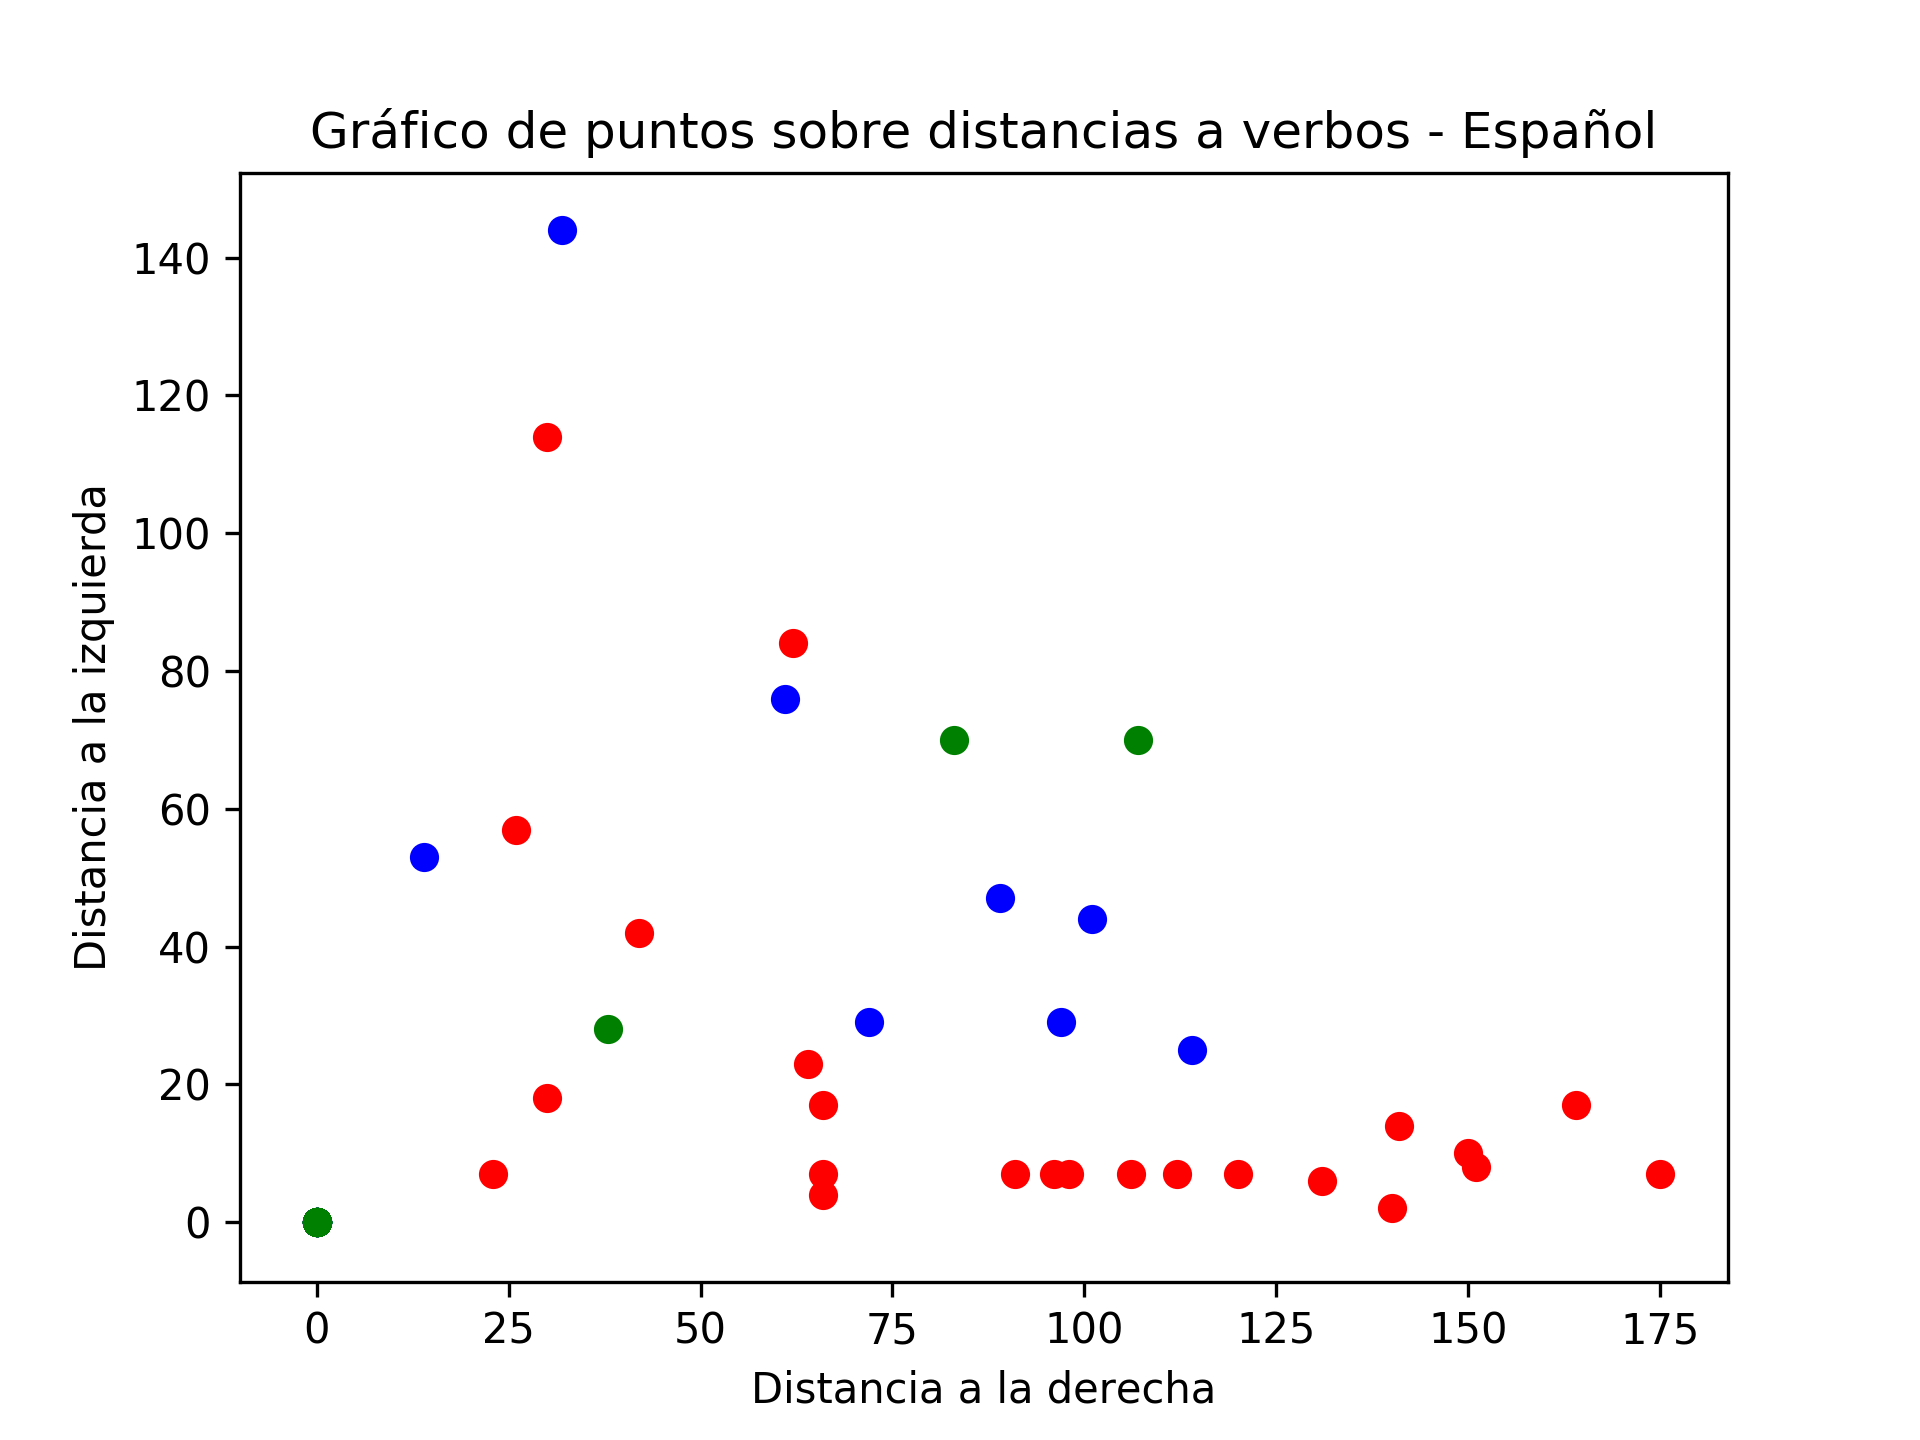 Gráfico de puntos sobre distancias a verbos - Español
Distancia a la izquierda
140
120
100
80
60
40
20
0
0 25 50 75 100 125 150 175
Distancia a la derecha